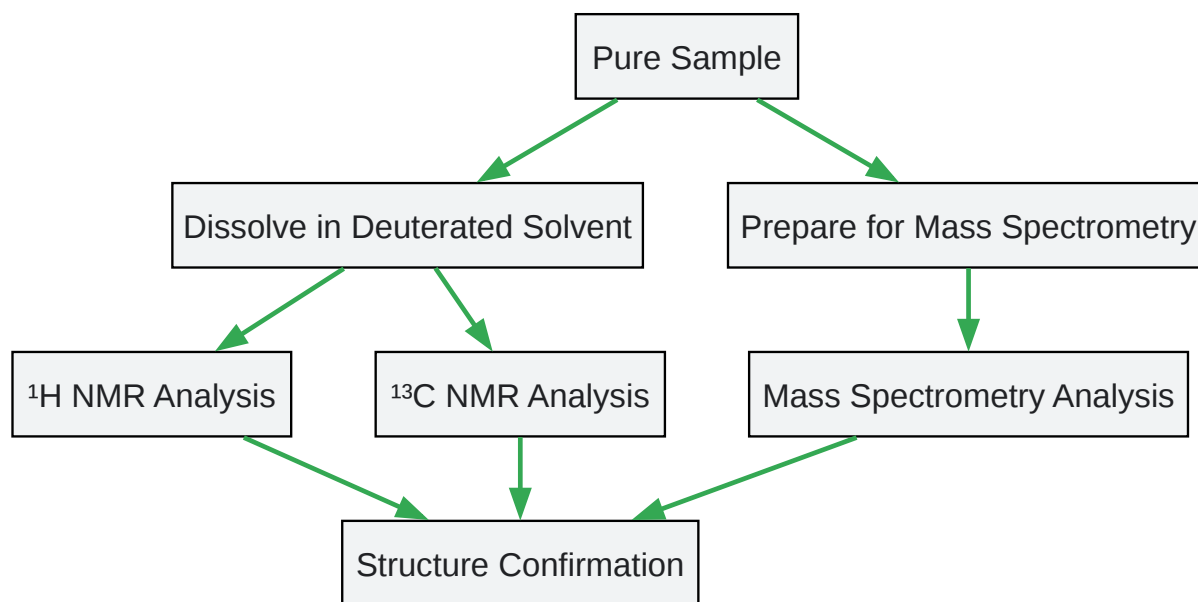 Pure Sample
Dissolve in Deuterated Solvent
Prepare for Mass Spectrometry
¹H NMR Analysis
¹³C NMR Analysis
Mass Spectrometry Analysis
Structure Confirmation